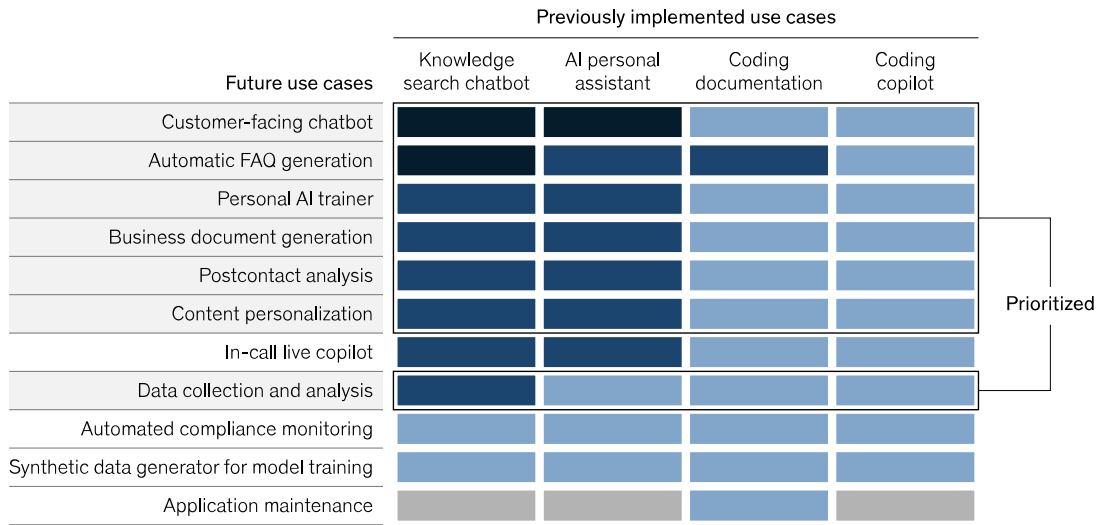 Previously implemented use cases
Future use cases
Knowledge
search chatbot
AI personal
assistant
Coding
documentation
Coding
copilot
Customer-facing chatbot
Automatic FAQ generation
Personal AI trainer
Business document generation
Postcontact analysis
Content personalization
In-call live copilot
Data collection and analysis
Automated compliance monitoring
Synthetic data generator for model training
Application maintenance
Prioritized